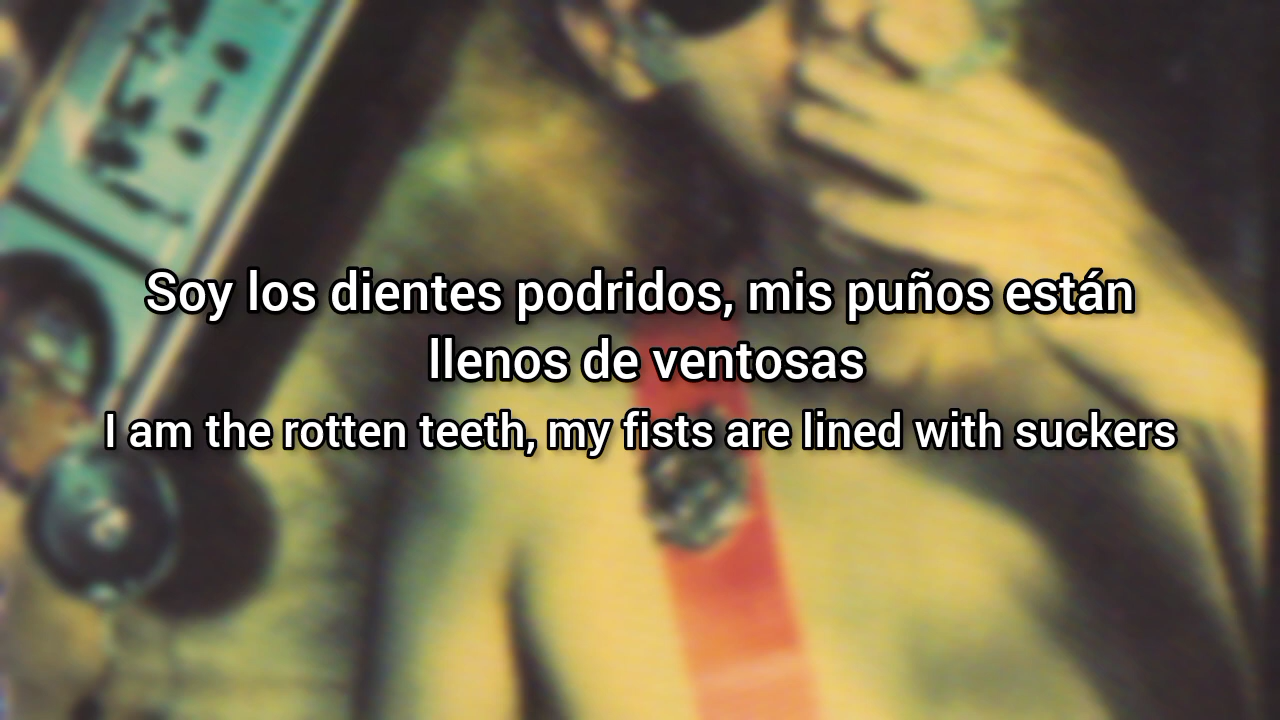 Soy los dientes podridos, mis puños están
llenos de ventosas
I am the rotten teeth, my fists are lined with suckers